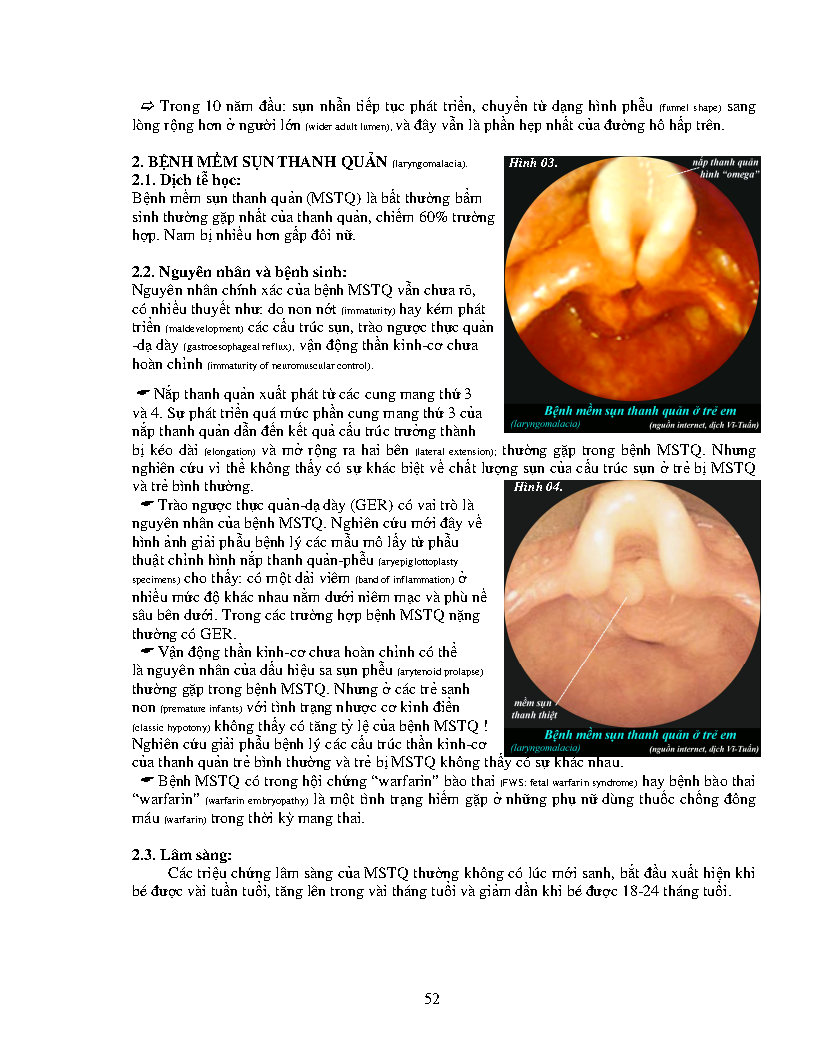 ➪ Trong 10 năm đầu: sụn nhẫn tiếp tục phát triển, chuyển từ dạng hình phễu (funnel shape) sang
lòng rộng hơn ở người lớn (wider adult lumen), và đây vẫn là phần hẹp nhất của đường hô hấp trên.
2. BỆNH MỀM SỤN THANH QUẢN (laryngomalacia).
2.1. Dịch tễ học:
Bệnh mềm sụn thanh quản (MSTQ) là bất thường bẩm
sinh thường gặp nhất của thanh quản, chiếm 60% trường
hợp. Nam bị nhiều hơn gấp đôi nữ.
2.2. Nguyên nhân và bệnh sinh:
Nguyên nhân chính xác của bệnh MSTQ vẫn chưa rõ,
có nhiều thuyết như: do non nớt (immaturity) hay kém phát
triển (maldevelopment) các cấu trúc sụn, trào ngược thực quản
-dạ dày (gastroesophageal reflux), vận động thần kinh-cơ chưa
hoàn chỉnh (immaturity of neuromuscular control).
Hình 03.
nắp thanh quản
hình “omega”
Bệnh mềm sụn thanh quản ở trẻ em
(laryngomalacia)
(nguồn internet, dịch Vĩ-Tuấn)
☛ Nắp thanh quản xuất phát từ các cung mang thứ 3
và 4. Sự phát triển quá mức phần cung mang thứ 3 của
nắp thanh quản dẫn đến kết quả cấu trúc trưởng thành
bị kéo dài (elongation) và mở rộng ra hai bên (lateral extension); thường gặp trong bệnh MSTQ. Nhưng
nghiên cứu vi thể không thấy có sự khác biệt về chất lượng sụn của cấu trúc sụn ở trẻ bị MSTQ
và trẻ bình thường.
☛ Trào ngược thực quản-dạ dày (GER) có vai trò là
nguyên nhân của bệnh MSTQ. Nghiên cứu mới đây về
hình ảnh giải phẫu bệnh lý các mẫu mô lấy từ phẫu
thuật chỉnh hình nắp thanh quản-phễu (aryepiglottoplasty
specimens) cho thấy: có một dải viêm (band of inflammation) ở
nhiều mức độ khác nhau nằm dưới niêm mạc và phù nề
sâu bên dưới. Trong các trường hợp bệnh MSTQ nặng
thường có GER.
☛ Vận động thần kinh-cơ chưa hoàn chỉnh có thể
là nguyên nhân của dấu hiệu sa sụn phễu (arytenoid prolapse)
thường gặp trong bệnh MSTQ. Nhưng ở các trẻ sanh
non (premature infants) với tình trạng nhược cơ kinh điển
(classic hypotony) không thấy có tăng tỷ lệ của bệnh MSTQ !
Nghiên cứu giải phẫu bệnh lý các cấu trúc thần kinh-cơ
của thanh quản trẻ bình thường và trẻ bị MSTQ không thấy có sự khác nhau.
Hình 04.
mềm sụn
thanh thiệt
Bệnh mềm sụn thanh quản ở trẻ em
(laryngomalacia)
(nguồn internet, dịch Vĩ-Tuấn)
☛ Bệnh MSTQ có trong hội chứng “warfarin” bào thai (FWS: fetal warfarin syndrome) hay bệnh bào thai
“warfarin” (warfarin embryopathy) là một tình trạng hiếm gặp ở những phụ nữ dùng thuốc chống đông
máu (warfarin) trong thời kỳ mang thai.
2.3. Lâm sàng:
Các triệu chứng lâm sàng của MSTQ thường không có lúc mới sanh, bắt đầu xuất hiện khi
bé được vài tuần tuổi, tăng lên trong vài tháng tuổi và giảm dần khi bé được 18-24 tháng tuổi.
52